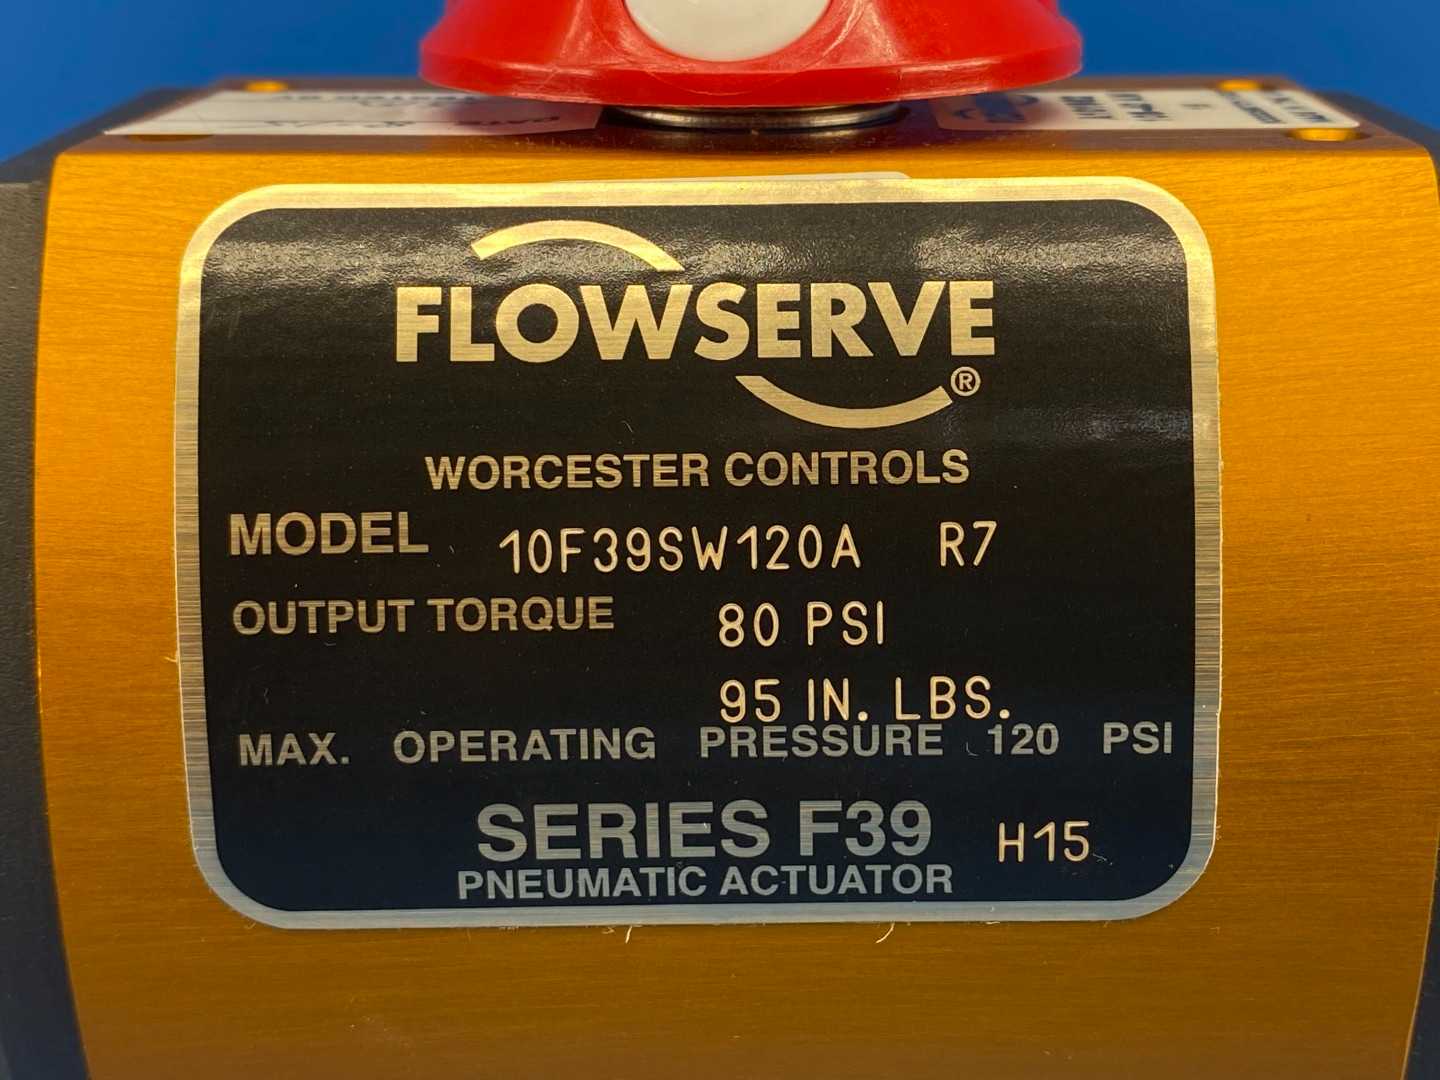 FLOWSERVE®
WORCESTER CONTROLS
MODEL 10F39SW120A R7
OUTPUT TORQUE 80 PSI
95 IN. LBS.
MAX. OPERATING PRESSURE 120 PSI
SERIES F39 H15
PNEUMATIC ACTUATOR